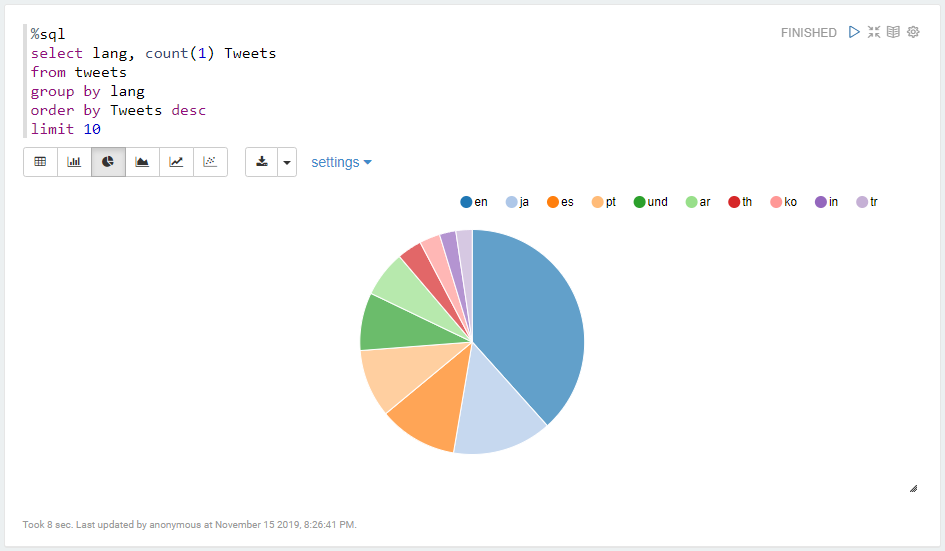 %sql
FINISHED
select lang, count(1) Tweets
from tweets
group by lang
order by Tweets desc
limit 10
settings
en ja es pt und ar th ko in tr
Took 8 sec. Last updated by anonymous at November 15 2019, 8:26:41 PM.